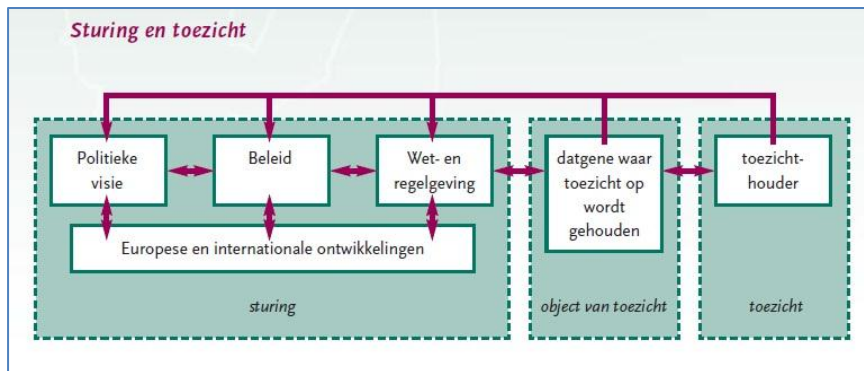 Sturing en toezicht
Politieke
visie
Beleid
Wet- en
regelgeving
datgene waar
toezicht op
wordt
gehouden
toezicht-
houder
Europese en internationale ontwikkelingen
sturing
object van toezicht
toezicht